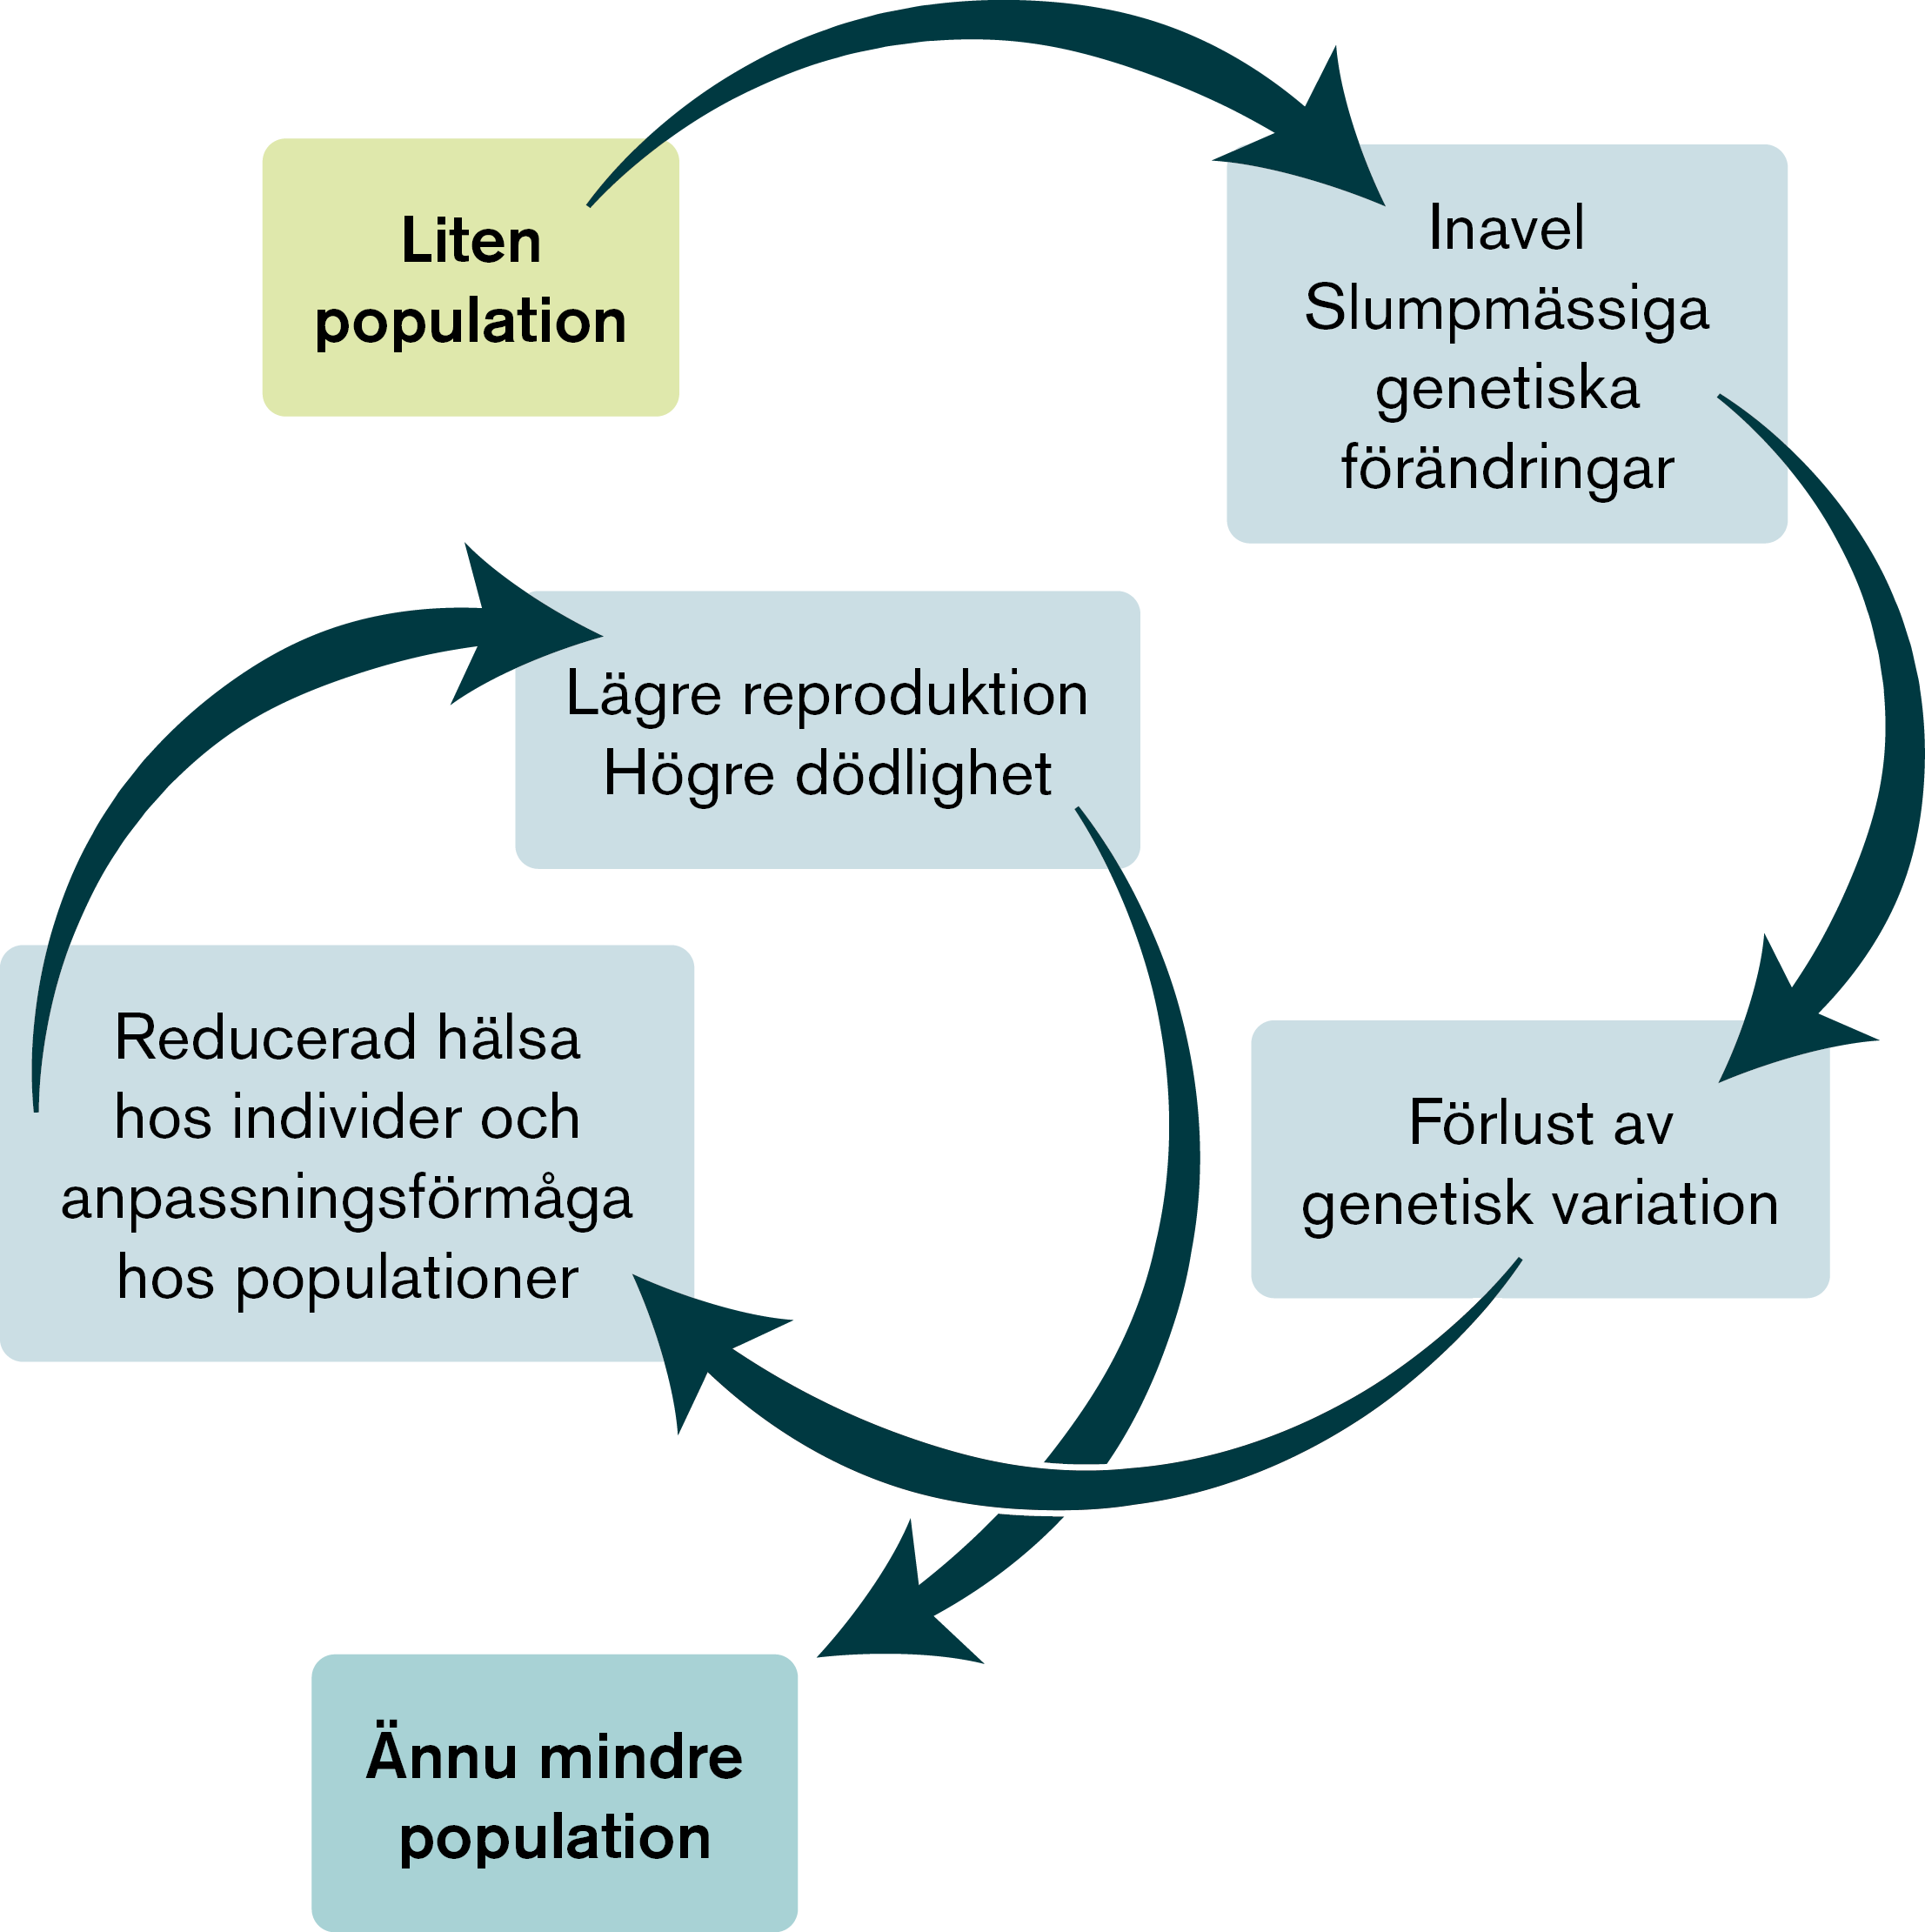 Liten
population
Inavel
Slumpmässiga
genetiska
förändringar
Förlust av
genetisk variation
Reducerad hälsa
hos individer och
anpassningsförmåga
hos populationer
Lägre reproduktion
Högre dödlighet
Ännu mindre
population